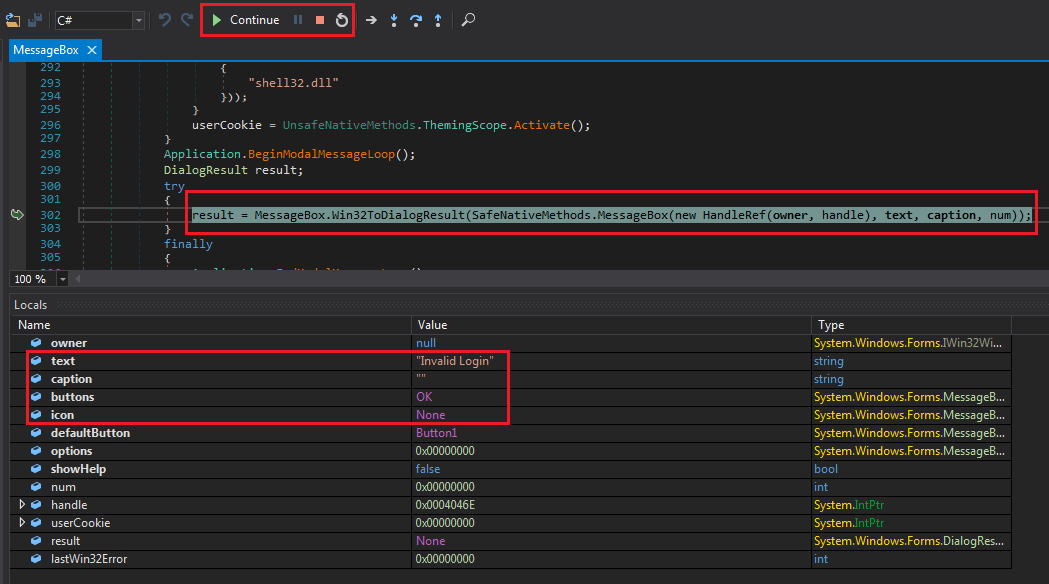 C# Continue
MessageBox
292 {
293 "shell32.dll"
294 }));
295 }
296 userCookie = UnsafeNativeMethods.ThemingScope.Activate();
297 }
298 Application.BeginModalMessageLoop();
299 DialogResult result;
300 try
301 {
302 result = MessageBox.Win32ToDialogResult(SafeNativeMethods.MessageBox(new HandleRef(owner, handle), text, caption, num));
303 }
304 finally
305 {
100 %
Locals
Name Value Type
owner null System.Windows.Forms.IWin32Wi...
text "Invalid Login" string
caption "" string
buttons OK System.Windows.Forms.MessageB...
icon None System.Windows.Forms.MessageB...
defaultButton Button1 System.Windows.Forms.MessageB...
options 0x00000000 System.Windows.Forms.MessageB...
showHelp false bool
num 0x00000000 int
handle 0x0004046E System.IntPtr
userCookie 0x00000000 System.IntPtr
result None System.Windows.Forms.DialogRes...
lastWin32Error 0x00000000 int